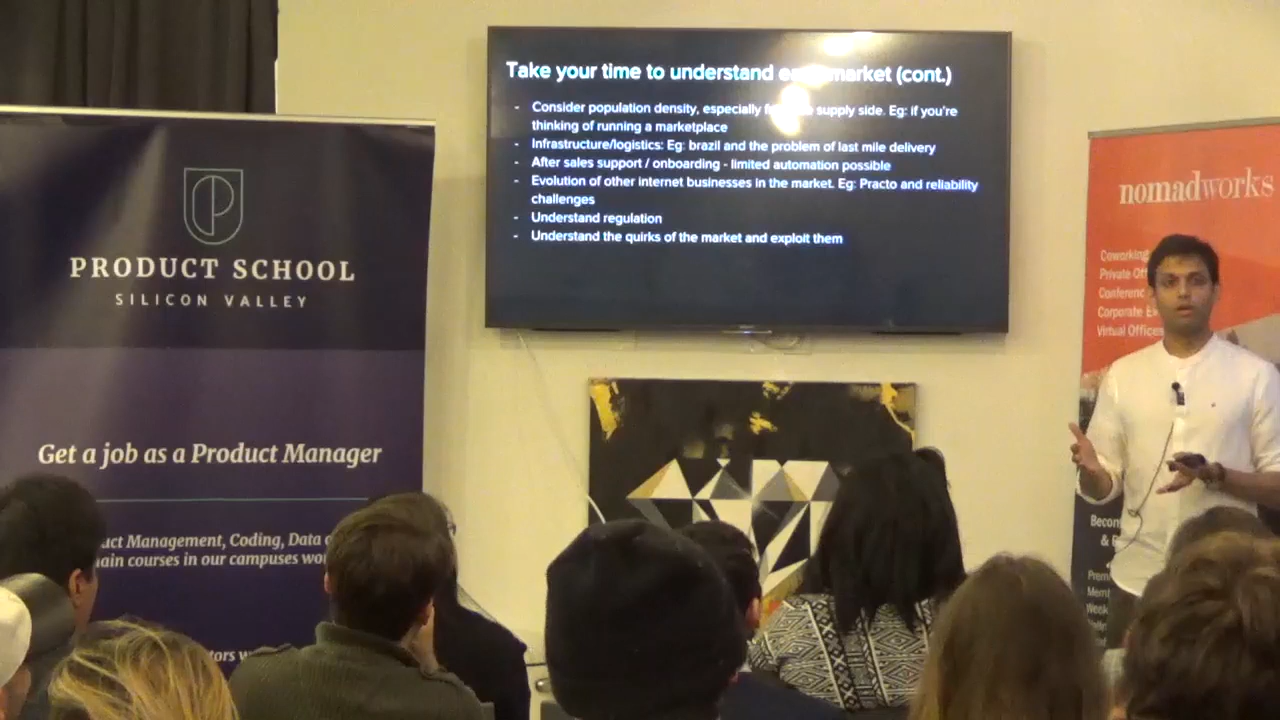 Take your time to understand market (cont.)
- Consider population density, especially supply side. Eg: if you're
thinking of running a marketplace
- Infrastructure/logistics: Eg: brazil and the problem of last mile delivery
- After sales support / onboarding - limited automation possible
- Evolution of other internet businesses in the market. Eg: Practo and reliability
challenges
- Understand regulation
- Understand the quirks of the market and exploit them
PRODUCT SCHOOL
SILICON VALLEY
Get a job as a Product Manager
Management, Coding, Data
courses in our campuses
nomadworks
Coworking
Private
Corporate
Virtual Offices
&